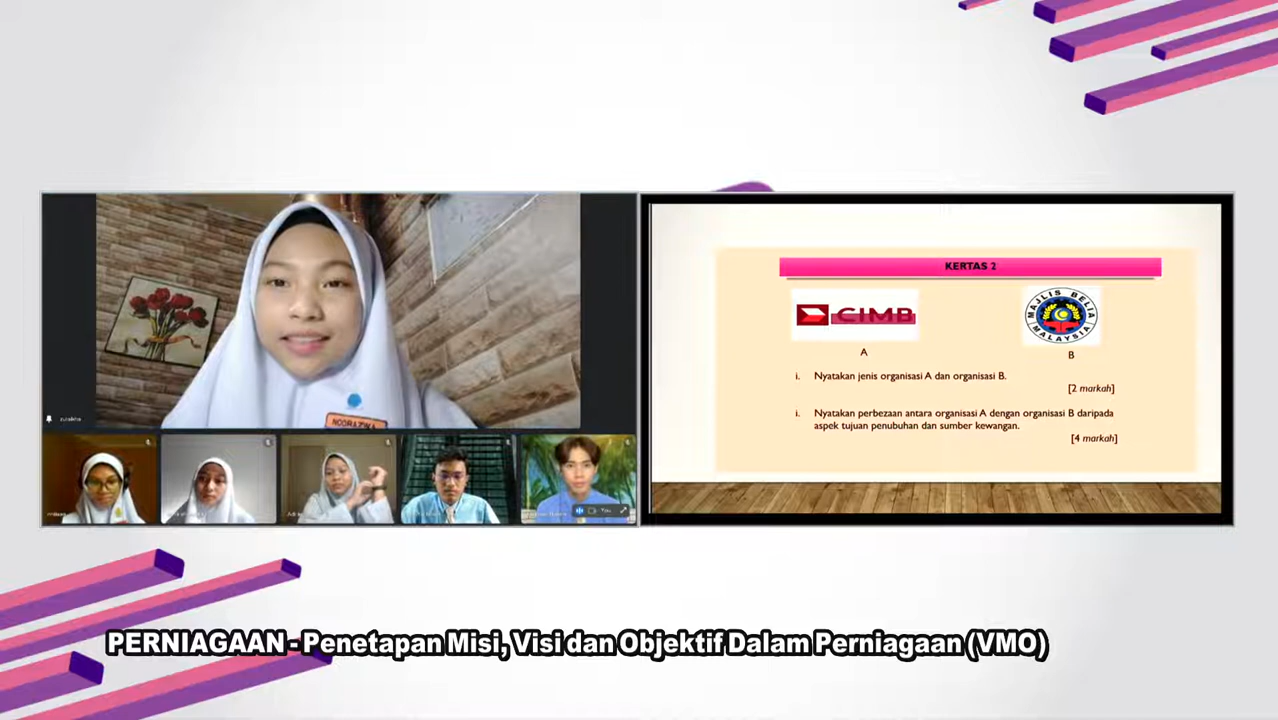 KERTAS 2
CIMB
MAJLIS BELIA
MALAYSIA
A
B
i. Nyatakan jenis organisasi A dan organisasi B.
[2 markah]
i. Nyatakan perbezaan antara organisasi A dengan organisasi B daripada
aspek tujuan penubuhan dan sumber kewangan.
[4 markah]
You
PERNIAGAAN - Penetapan Misi, Visi dan Objektif Dalam Perniagaan (VMO)